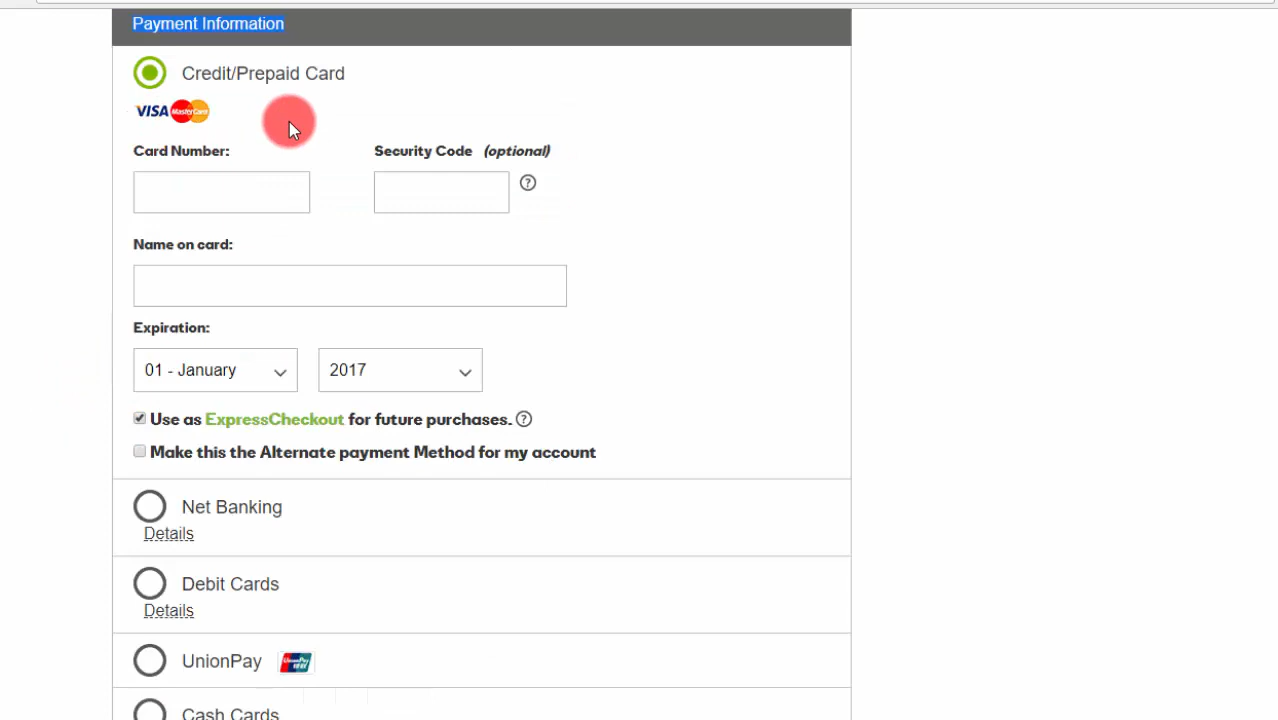 Payment Information
Credit/Prepaid Card
VISA MasterCard
Card Number: Security Code (optional)
?
Name on card:
Expiration:
01 - January 2017
Use as ExpressCheckout for future purchases. ?
Make this the Alternate payment Method for my account
Net Banking
Details
Debit Cards
Details
UnionPay UnionPay
Cash Cards